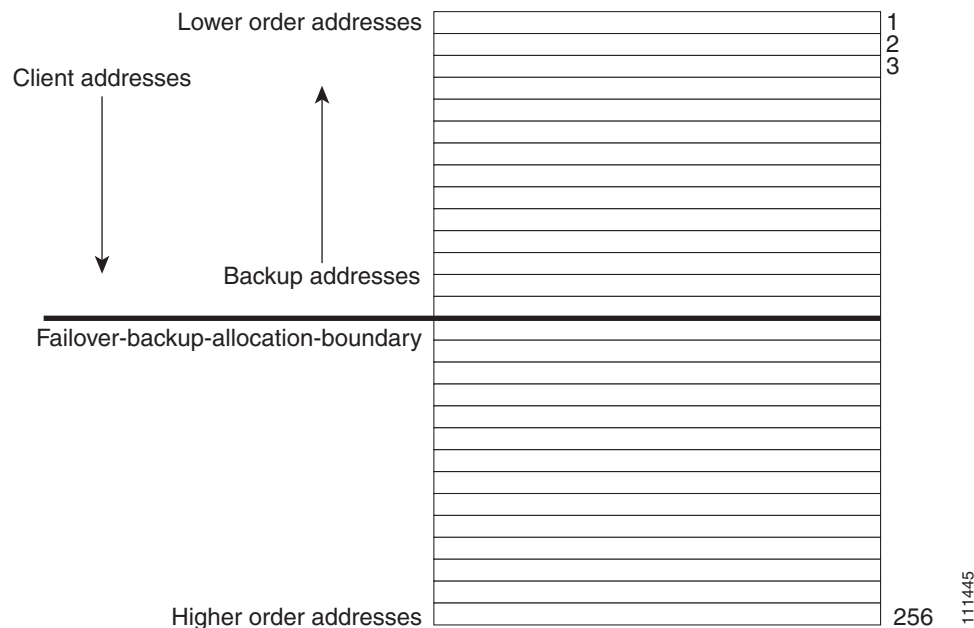 Lower order addresses
1
2
3
Client addresses
Backup addresses
Failover-backup-allocation-boundary
Higher order addresses
256
111445